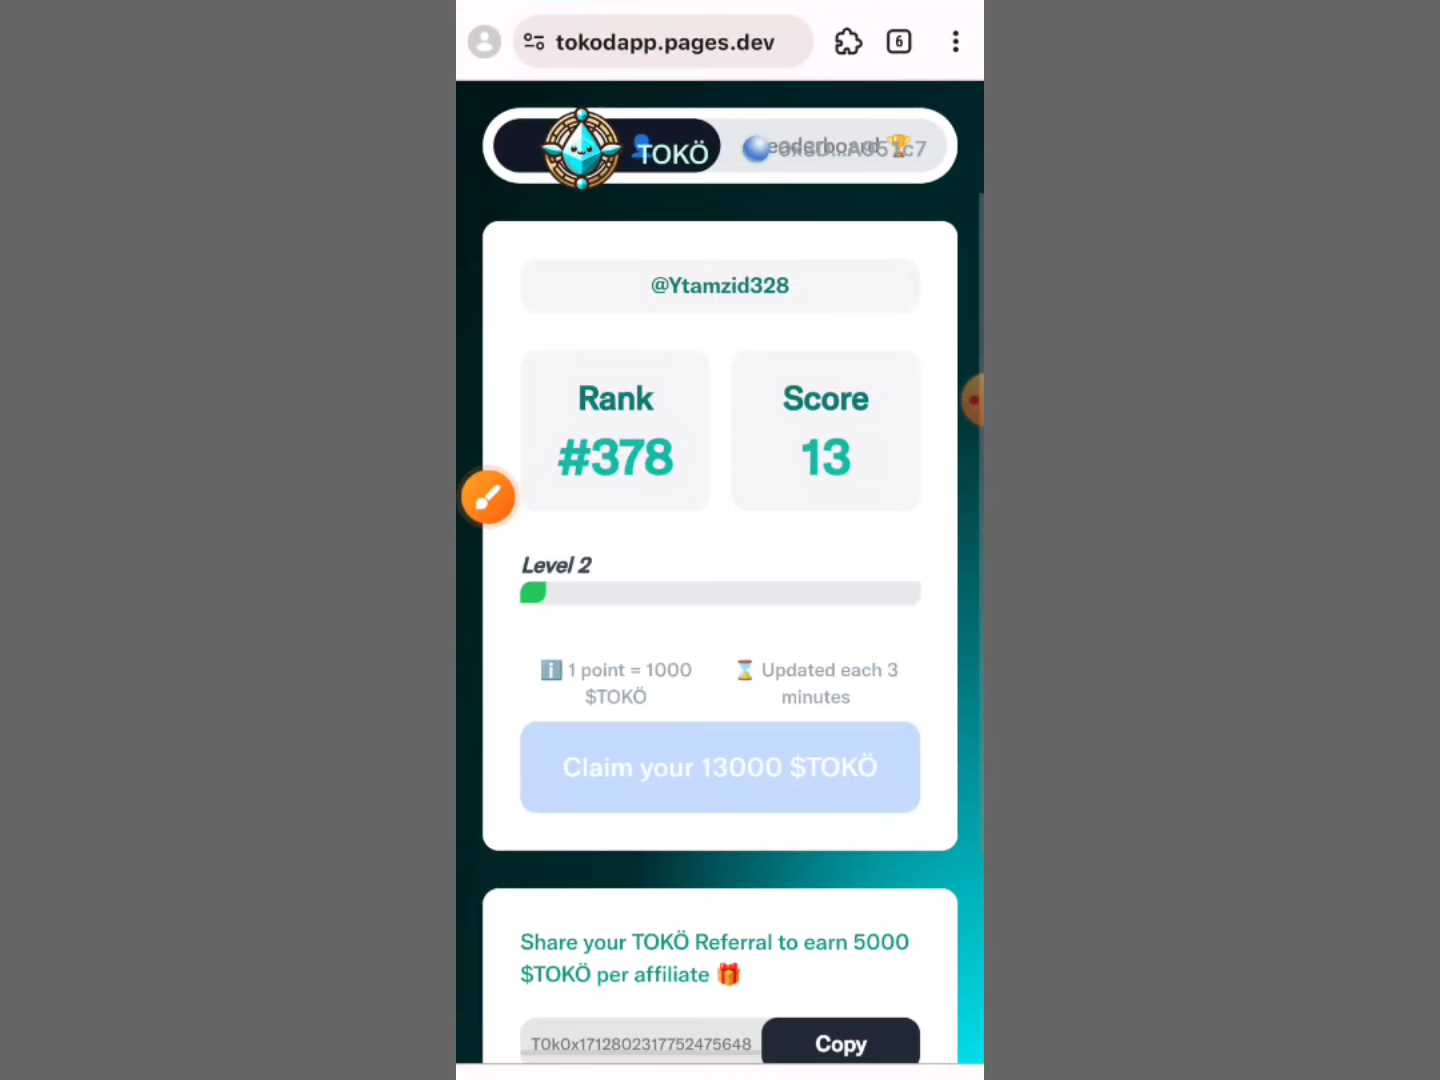 tokodapp.pages.dev
6
TOKÖ
@Ytamzid328
Rank
Score
#378
13
Level 2
1 point = 1000
$TOKÖ
Updated each 3
minutes
Claim your 13000 $TOKÖ
Share your TOKÖ Referral to earn 5000
$TOKÖ per affiliate
T0k0x1712802317752475648
Copy